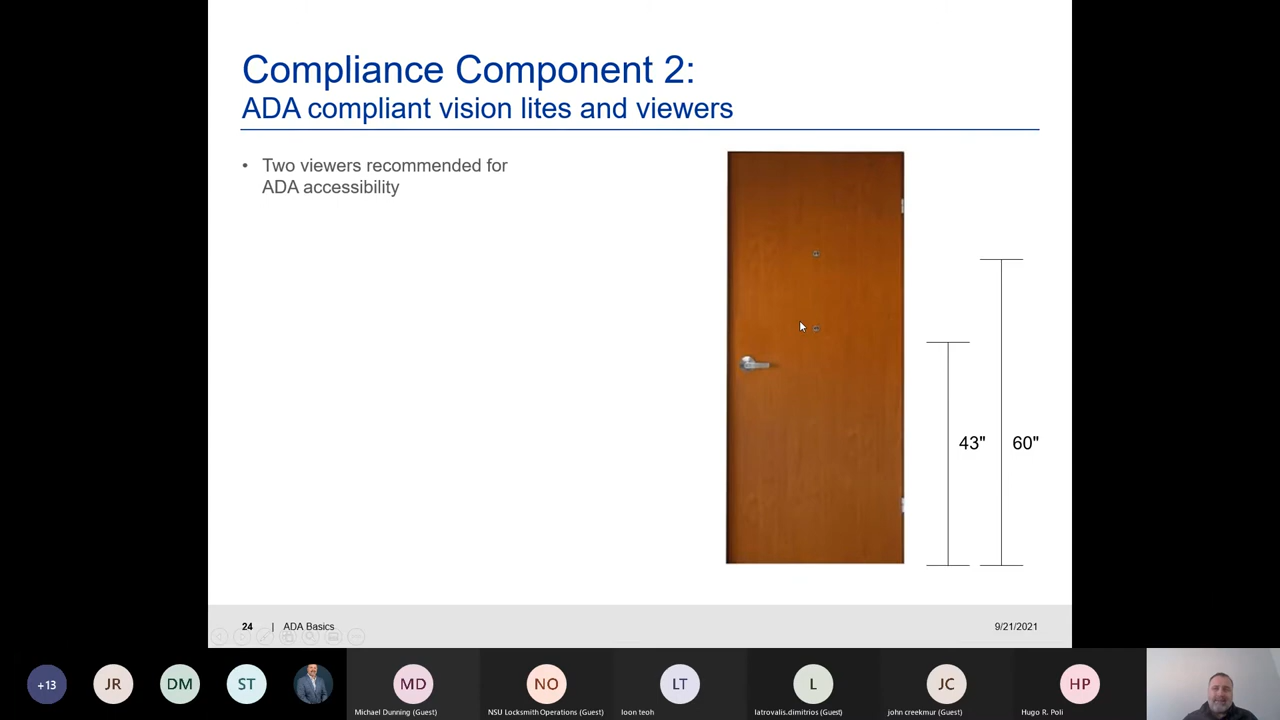 Compliance Component 2:
ADA compliant vision lites and viewers
• Two viewers recommended for
ADA accessibility
43"
60"
24 | ADA Basics
9/21/2021
+13
JR
DM
ST
MD
NO
LT
L
JC
HP
Michael Dunning (Guest)
NSU Locksmith Operations (Guest)
loon teoh
latrovalis.dimitrios (Guest)
john creekmur (Guest)
Hugo R. Poli